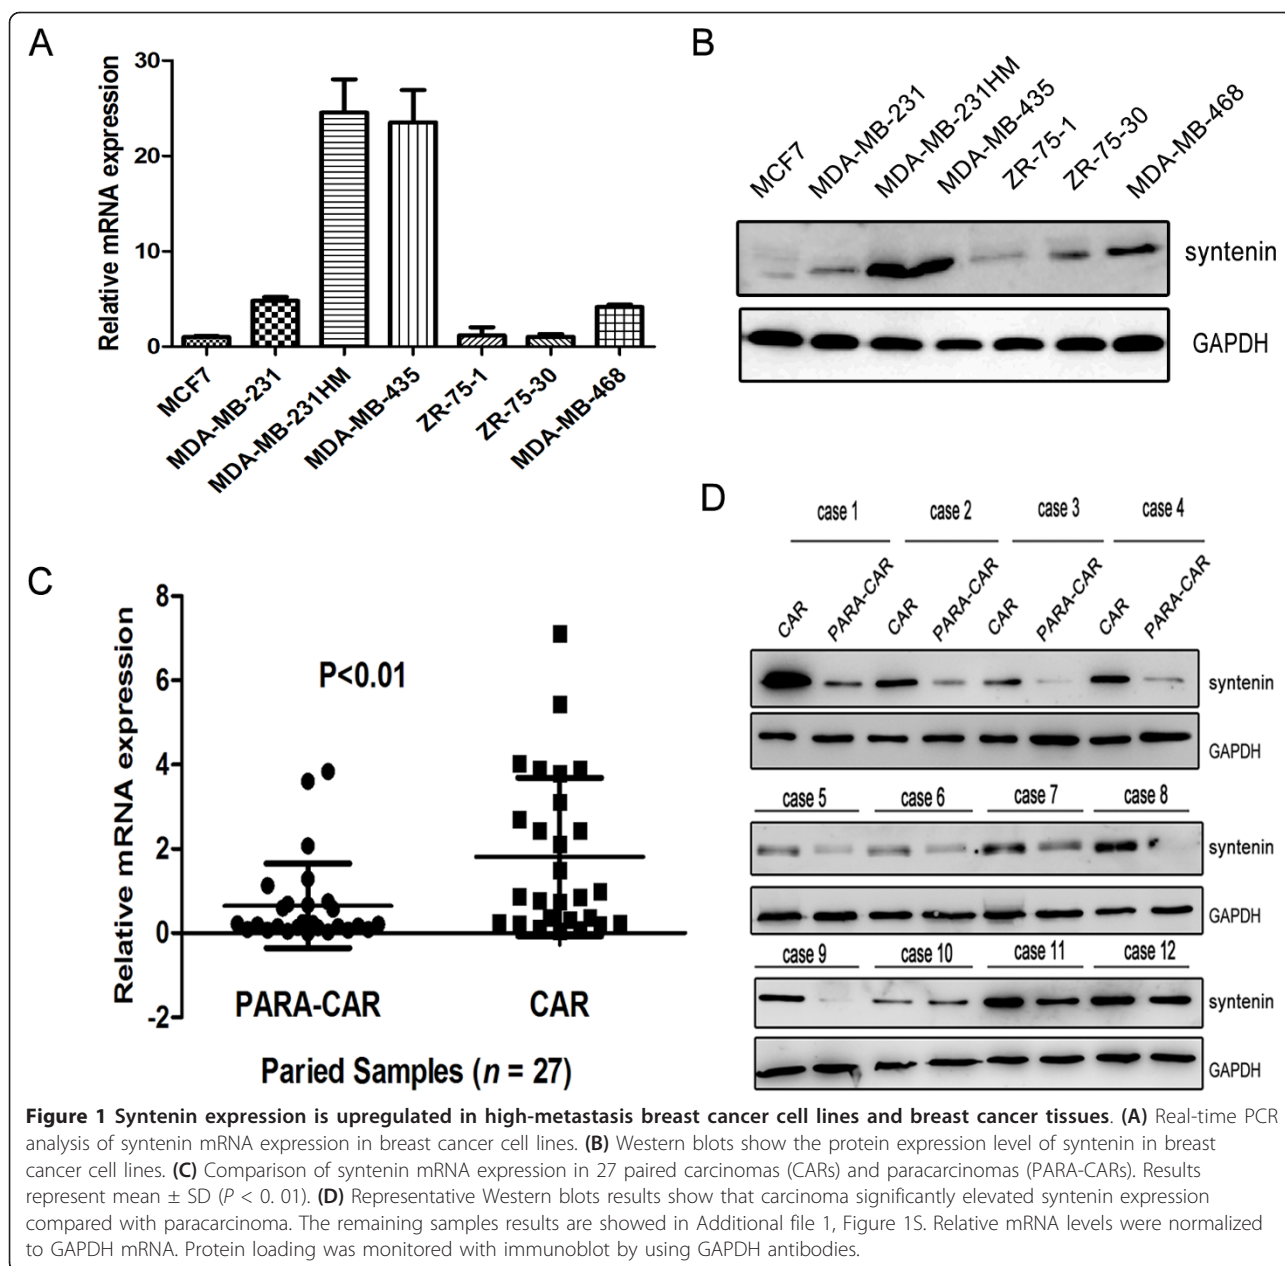 A
30
20
10
0
Relative mRNA expression
MCF7
MDA-MB-231
MDA-MB-231HM
MDA-MB-435
ZR-75-1
ZR-75-30
MDA-MB-468
B
MCF7
MDA-MB-231
MDA-MB-231HM
MDA-MB-435
ZR-75-1
ZR-75-30
MDA-MB-468
syntenin
GAPDH
C
8
6
4
2
0
-2
Relative mRNA expression
P<0.01
PARA-CAR
CAR
Paried Samples (n = 27)
D
case 1
case 2
case 3
case 4
CAR
PARA-CAR
CAR
PARA-CAR
CAR
PARA-CAR
CAR
PARA-CAR
syntenin
GAPDH
case 5
case 6
case 7
case 8
syntenin
GAPDH
case 9
case 10
case 11
case 12
syntenin
GAPDH
Figure 1 Syntenin expression is upregulated in high-metastasis breast cancer cell lines and breast cancer tissues. (A) Real-time PCR
analysis of syntenin mRNA expression in breast cancer cell lines. (B) Western blots show the protein expression level of syntenin in breast
cancer cell lines. (C) Comparison of syntenin mRNA expression in 27 paired carcinomas (CARs) and paracarcinomas (PARA-CARs). Results
represent mean ± SD (P < 0. 01). (D) Representative Western blots results show that carcinoma significantly elevated syntenin expression
compared with paracarcinoma. The remaining samples results are showed in Additional file 1, Figure 1S. Relative mRNA levels were normalized
to GAPDH mRNA. Protein loading was monitored with immunoblot by using GAPDH antibodies.